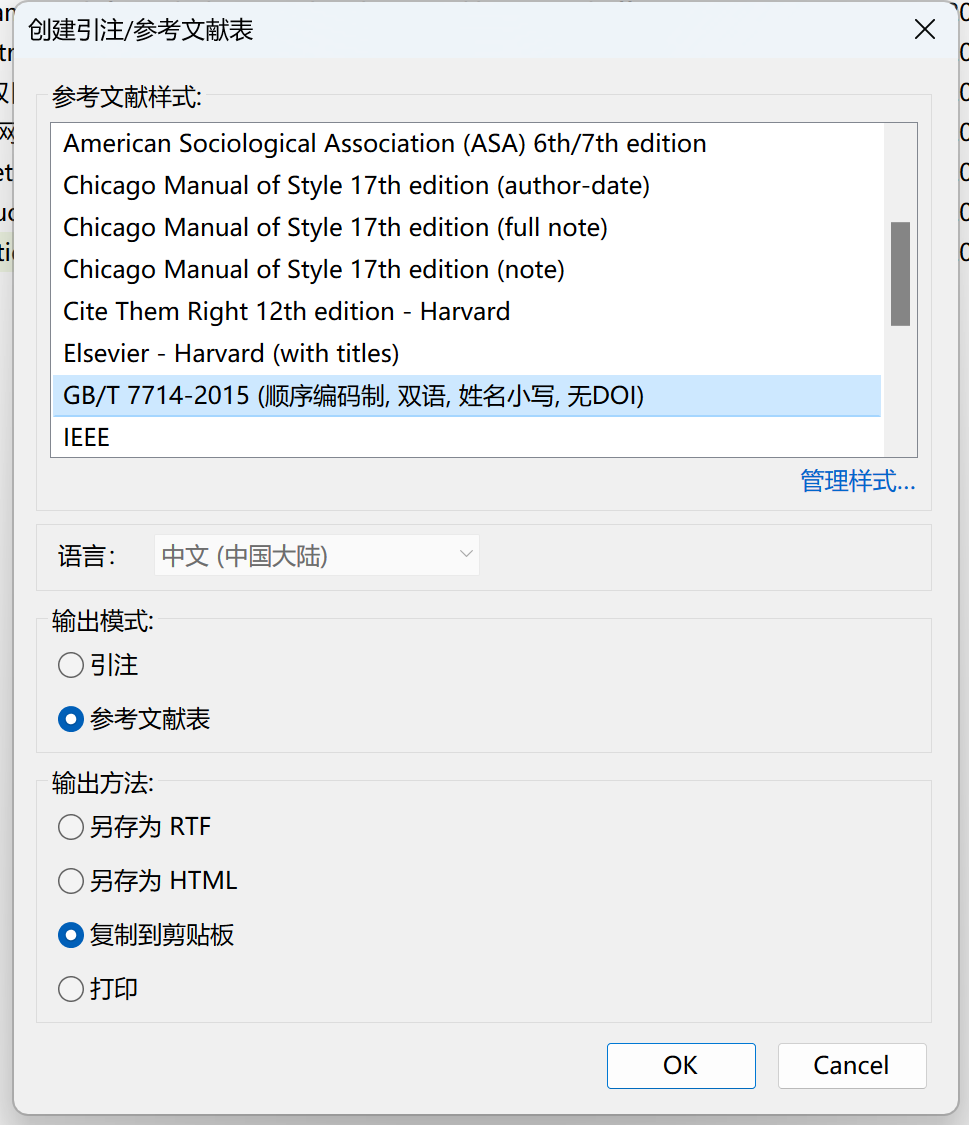 创建引注/参考文献表
参考文献样式:
American Sociological Association (ASA) 6th/7th edition
Chicago Manual of Style 17th edition (author-date)
Chicago Manual of Style 17th edition (full note)
Chicago Manual of Style 17th edition (note)
Cite Them Right 12th edition - Harvard
Elsevier - Harvard (with titles)
GB/T 7714-2015 (顺序编码制, 双语, 姓名小写, 无DOI)
IEEE
管理样式...
语言： 中文 (中国大陆)
输出模式:
引注
参考文献表
输出方法:
另存为 RTF
另存为 HTML
复制到剪贴板
打印
OK Cancel